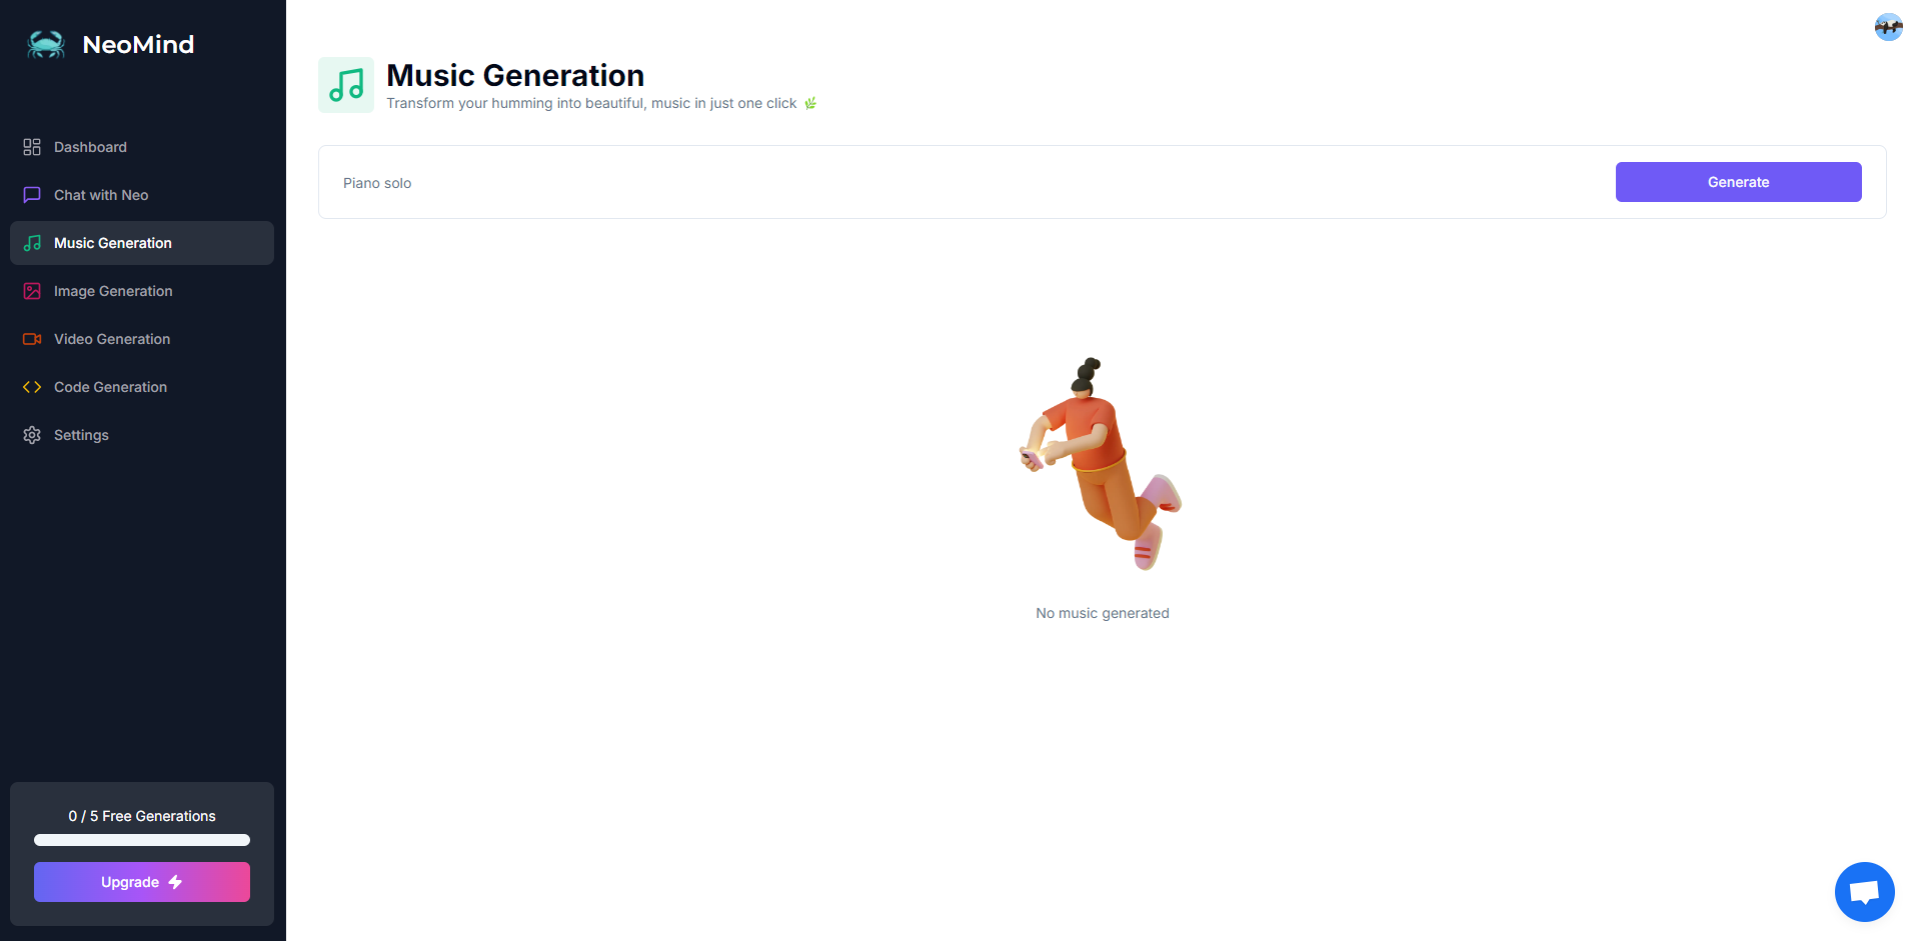 NeoMind
Dashboard
Chat with Neo
Music Generation
Image Generation
Video Generation
Code Generation
Settings
0 / 5 Free Generations
Upgrade
Music Generation
Transform your humming into beautiful, music in just one click
Piano solo
Generate
No music generated